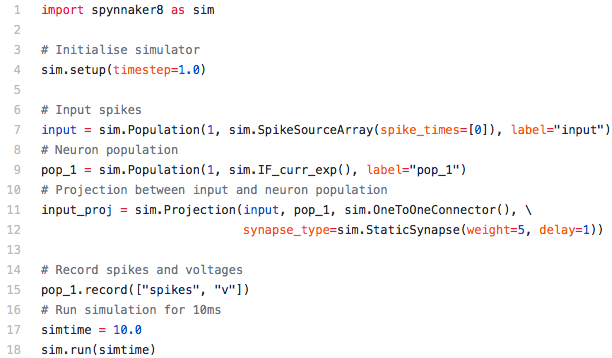 1 import spynnaker8 as sim
2
3 # Initialise simulator
4 sim.setup(timestep=1.0)
5
6 # Input spikes
7 input = sim.Population(1, sim.SpikeSourceArray(spike_times=[0]), label="input")
8 # Neuron population
9 pop_1 = sim.Population(1, sim.IF_curr_exp(), label="pop_1")
10 # Projection between input and neuron population
11 input_proj = sim.Projection(input, pop_1, sim.OneToOneConnector(), \
12 synapse_type=sim.StaticSynapse(weight=5, delay=1))
13
14 # Record spikes and voltages
15 pop_1.record(["spikes", "v"])
16 # Run simulation for 10ms
17 simtime = 10.0
18 sim.run(simtime)